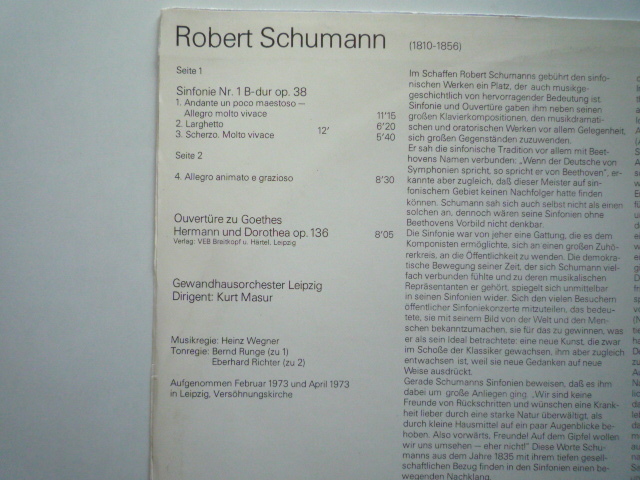 Robert Schumann (1810-1856)
Seite 1
Sinfonie Nr. 1 B-dur op. 38
1. Andante un poco maestoso —
Allegro molto vivace 11'15
2. Larghetto 6'20
3. Scherzo. Molto vivace 12' 5'40
Seite 2
4. Allegro animato e grazioso 8'30
Ouvertüre zu Goethes
Hermann und Dorothea op. 136 8'05
Verlag: VEB Breitkopf u. Härtel, Leipzig
Gewandhausorchester Leipzig
Dirigent: Kurt Masur
Musikregie: Heinz Wegner
Tonregie: Bernd Runge (zu 1)
Eberhard Richter (zu 2)
Aufgenommen Februar 1973 und April 1973
in Leipzig, Versöhnungskirche
Im Schaffen Robert Schumanns gebührt den sinfo-
nischen Werken ein Platz, der auch musikge-
geschichtlich von hervorragender Bedeutung ist.
Sinfonie und Ouvertüre gaben ihm neben seinen
großen Klavierkompositionen, den musikdramati-
schen und oratorischen Werken vor allem Gelegenheit,
sich großen Gegenständen zuzuwenden.
Er sah die sinfonische Tradition vor allem mit Beet-
hovens Namen verbunden: „Wenn der Deutsche von
Symphonien spricht, so spricht er von Beethoven", er-
kannte aber zugleich, daß dieser Meister auf sin-
fonischem Gebiet keinen Nachfolger hatte finden
können. Schumann sah sich auch selbst nicht als einen
solchen an, dennoch wären seine Sinfonien ohne
Beethovens Vorbild nicht denkbar.
Die Sinfonie war von jeher eine Gattung, die es dem
Komponisten ermöglichte, sich an einen großen Zuhö-
rerkreis, an die Öffentlichkeit zu wenden. Die demokra-
tische Bewegung seiner Zeit, der sich Schumann viel-
fach verbunden fühlte und zu deren musikalischen
Repräsentanten er gehört, spiegelt sich unmittelbar
in seinen Sinfonien wider. Sich den vielen Besuchern
öffentlicher Sinfoniekonzerte mitzuteilen, das bedeu-
tete, sie mit seinem Bild von der Welt und den Men-
schen bekanntzumachen, sie für das zu gewinnen, was
er als sein Ideal betrachtete: eine neue Kunst, die zwar
im Schoße der Klassiker gewachsen, ihm aber zugleich
entwachsen ist, weil sie neue Gedanken auf neue
Weise ausdrückt.
Gerade Schumanns Sinfonien beweisen, daß es ihm
dabei um große Anliegen ging. „Wir sind keine
Freunde von Rückschritten und wünschen eine Krank-
heit lieber durch eine starke Natur überwältigt, als
durch kleine Hausmittel auf ein paar Augenblicke be-
hoben. Also vorwärts, Freunde! Auf dem Gipfel wollen
wir uns umsehen — eher nicht!" Diese Worte Schu-
manns aus dem Jahre 1835 mit ihrem tiefen gesell-
schaftlichen Bezug finden in den Sinfonien einen be-
wegenden Nachklang.